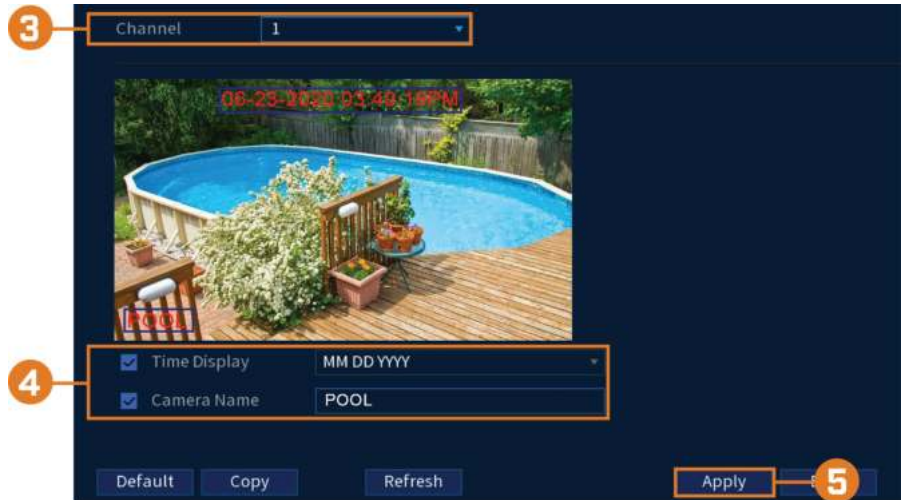 3
Channel 1
06-23-2020 03:49:19PM
POOL
4
Time Display MM DD YYYY
Camera Name POOL
Default Copy Refresh Apply
5